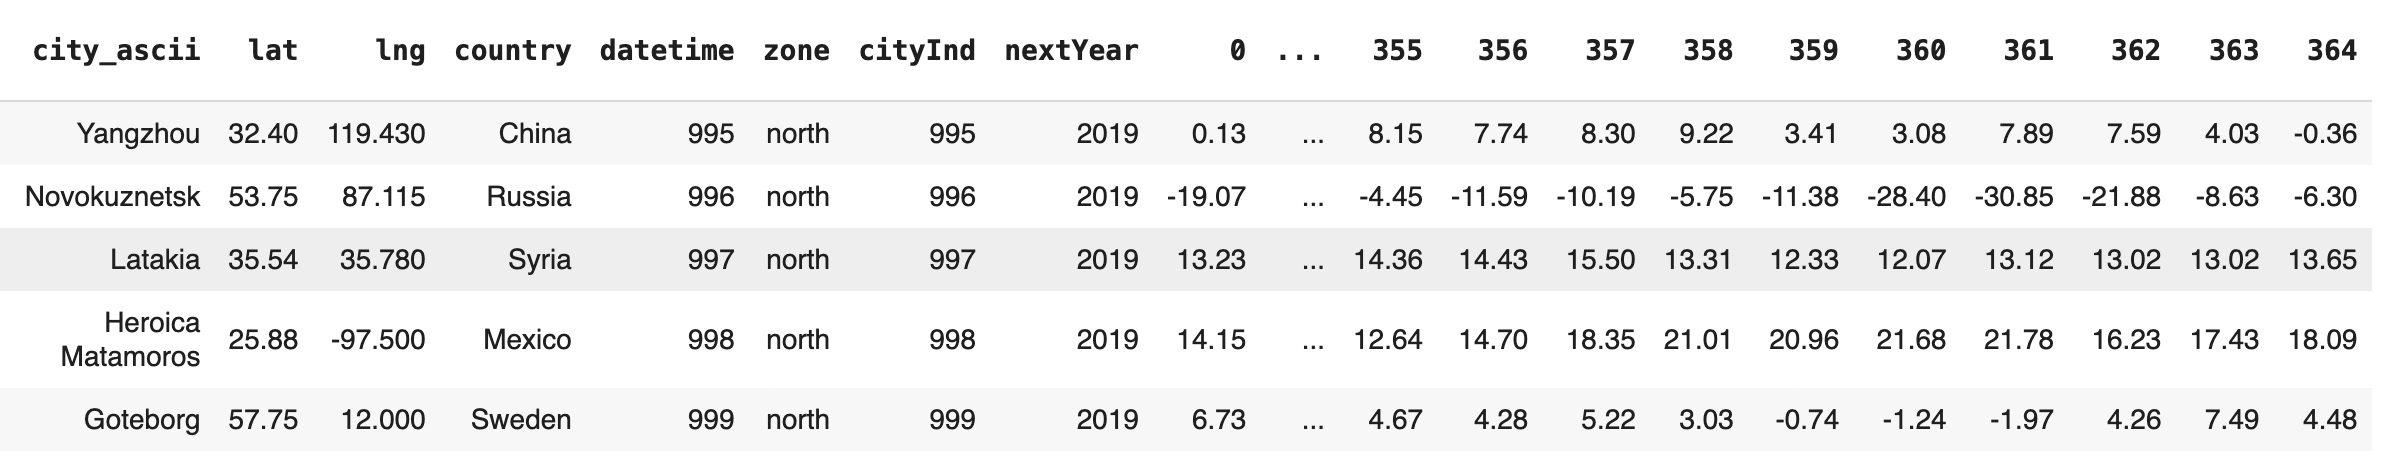 city_ascii lat lng country datetime zone cityInd nextYear 0 ... 355 356 357 358 359 360 361 362 363 364
Yangzhou 32.40 119.430 China 995 north 995 2019 0.13 ... 8.15 7.74 8.30 9.22 3.41 3.08 7.89 7.59 4.03 -0.36
Novokuznetsk 53.75 87.115 Russia 996 north 996 2019 -19.07 ... -4.45 -11.59 -10.19 -5.75 -11.38 -28.40 -30.85 -21.88 -8.63 -6.30
Latakia 35.54 35.780 Syria 997 north 997 2019 13.23 ... 14.36 14.43 15.50 13.31 12.33 12.07 13.12 13.02 13.02 13.65
Heroica
Matamoros 25.88 -97.500 Mexico 998 north 998 2019 14.15 ... 12.64 14.70 18.35 21.01 20.96 21.68 21.78 16.23 17.43 18.09
Goteborg 57.75 12.000 Sweden 999 north 999 2019 6.73 ... 4.67 4.28 5.22 3.03 -0.74 -1.24 -1.97 4.26 7.49 4.48